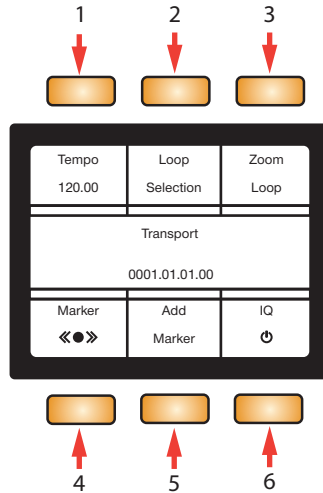 1 2 3
Tempo Loop Zoom
120.00 Selection Loop
Transport
0001.01.01.00
Marker Add IQ
Marker
4 5 6